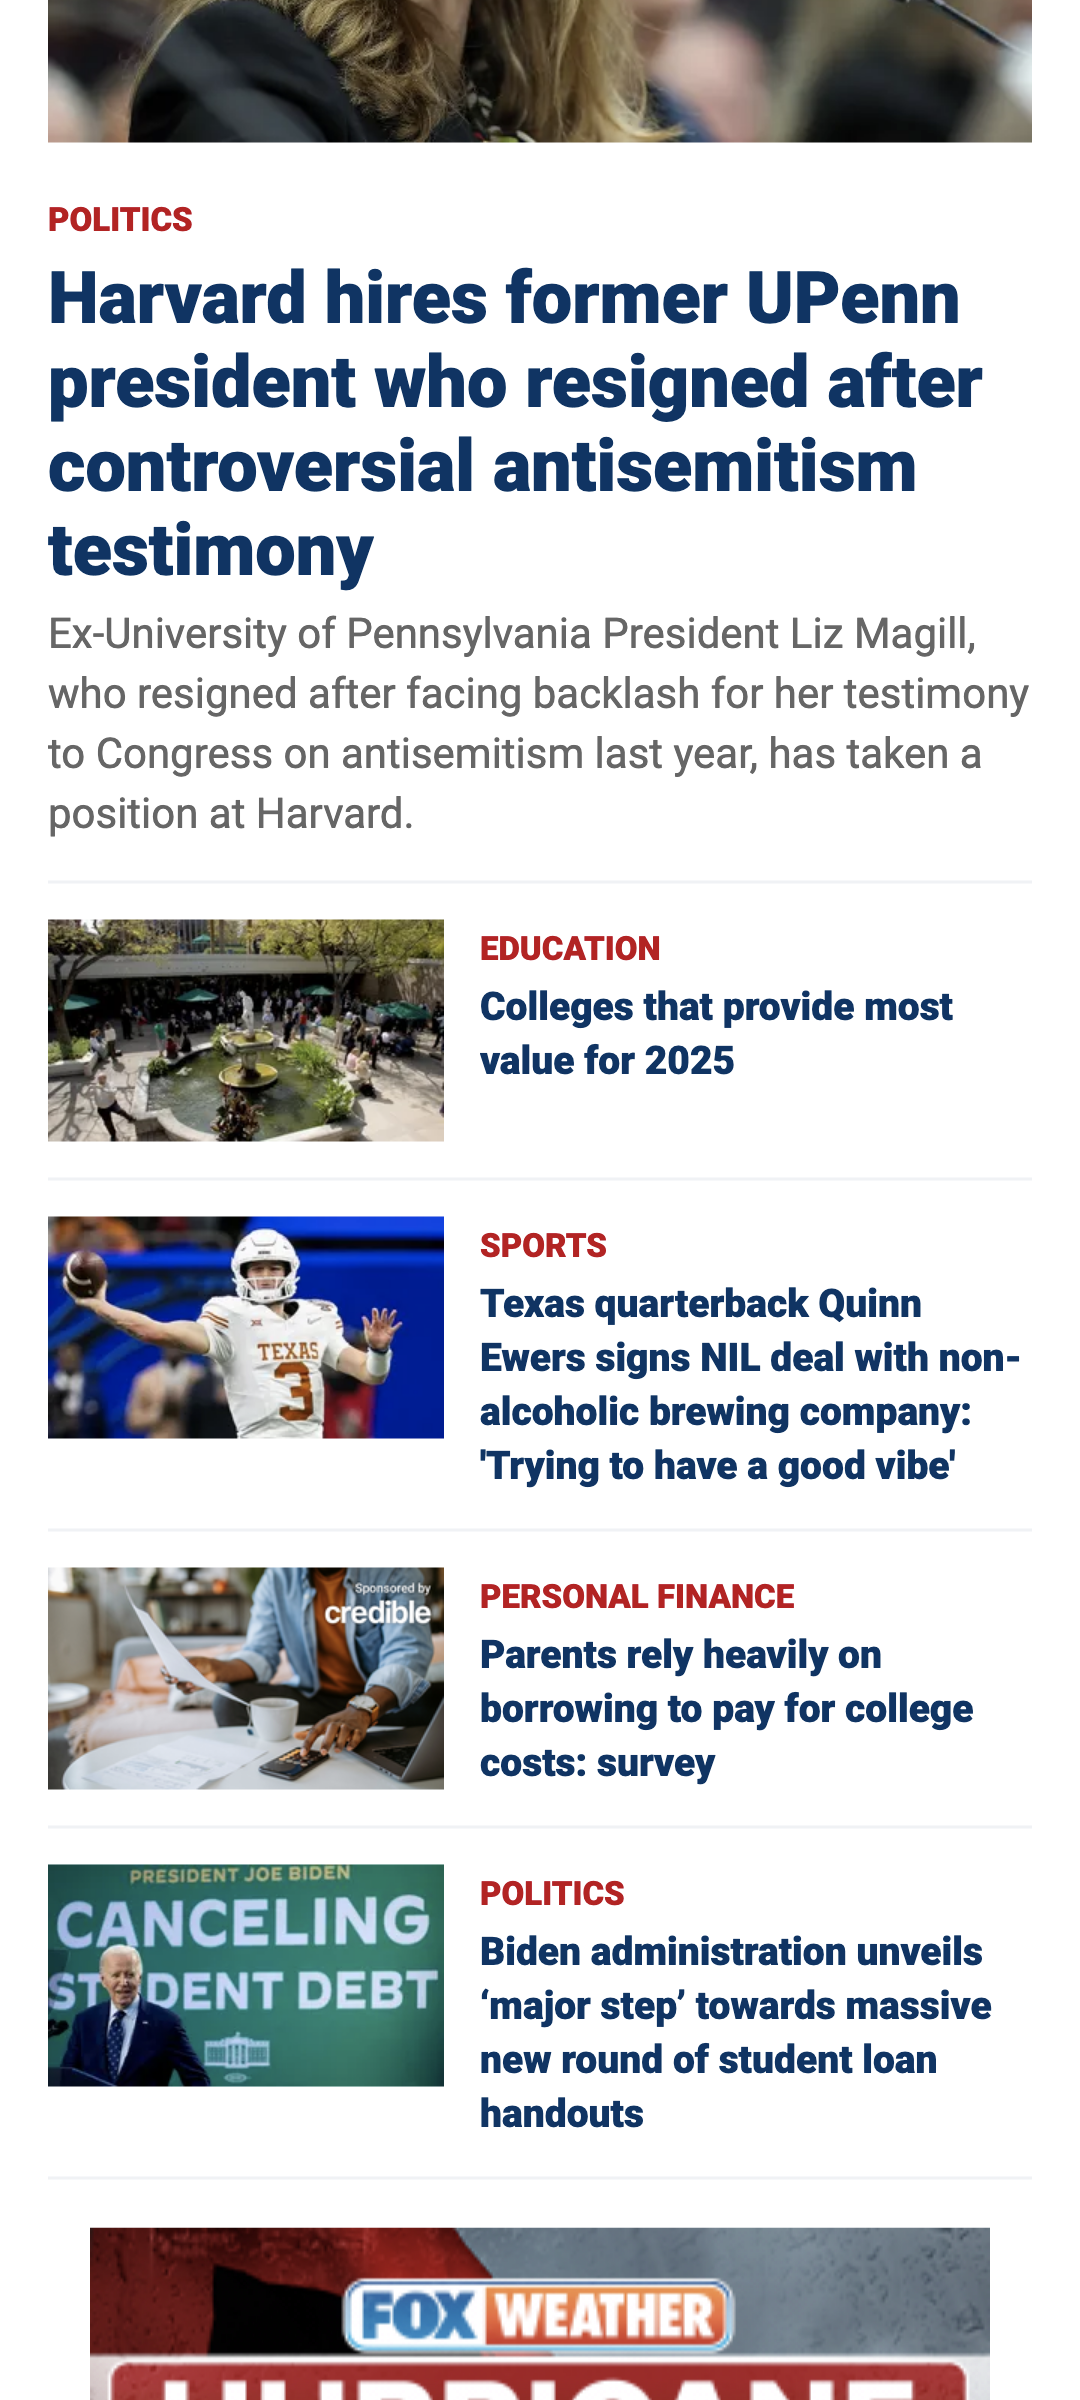 POLITICS
Harvard hires former UPenn
president who resigned after
controversial antisemitism
testimony
Ex-University of Pennsylvania President Liz Magill,
who resigned after facing backlash for her testimony
to Congress on antisemitism last year, has taken a
position at Harvard.
EDUCATION
Colleges that provide most
value for 2025
TEXAS
3
SPORTS
Texas quarterback Quinn
Ewers signs NIL deal with non-
alcoholic brewing company:
'Trying to have a good vibe'
Sponsored by
credible
PERSONAL FINANCE
Parents rely heavily on
borrowing to pay for college
costs: survey
PRESIDENT JOE BIDEN
CANCELING
STUDENT DEBT
POLITICS
Biden administration unveils
‘major step’ towards massive
new round of student loan
handouts
FOX WEATHER
HURRICANE